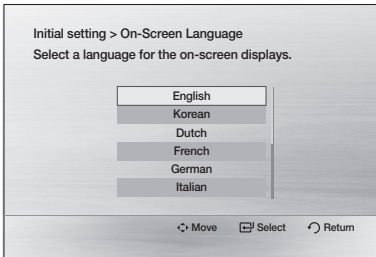 Initial setting > On-Screen Language
Select a language for the on-screen displays.
English
Korean
Dutch
French
German
Italian
Move Select Return